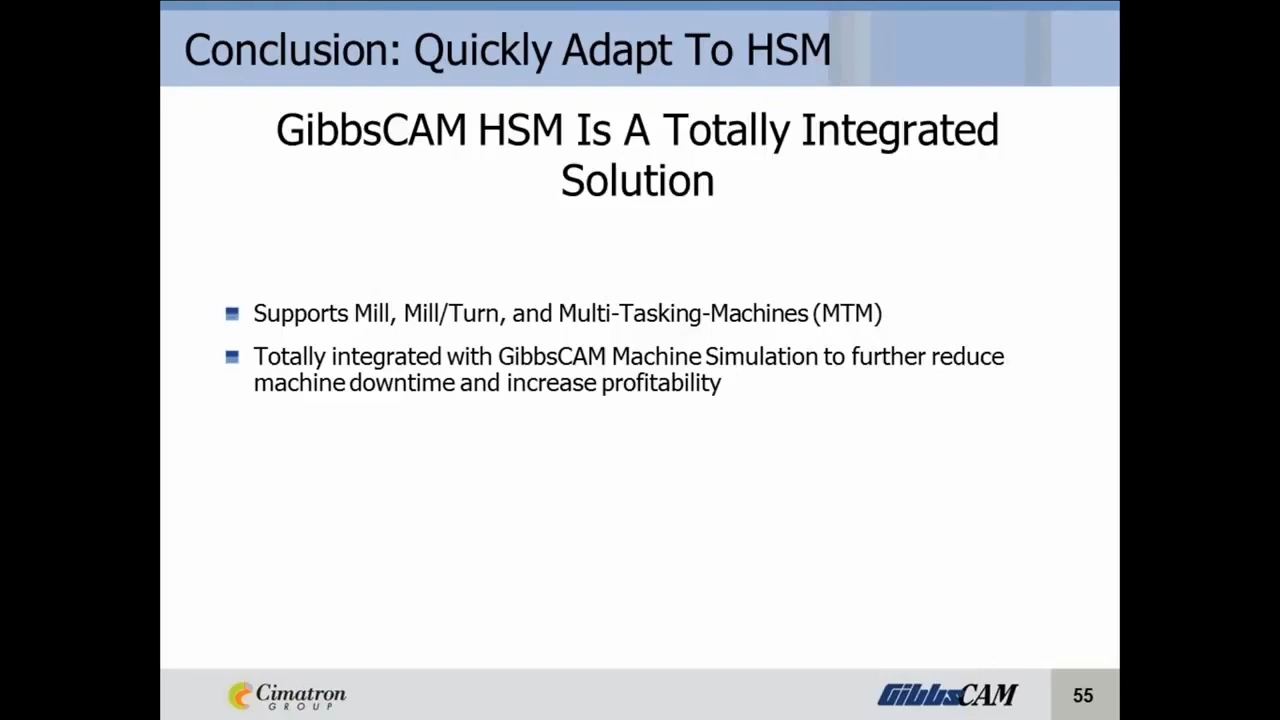 Conclusion: Quickly Adapt To HSM
GibbsCAM HSM Is A Totally Integrated
Solution
Supports Mill, Mill/Turn, and Multi-Tasking-Machines (MTM)
Totally integrated with GibbsCAM Machine Simulation to further reduce
machine downtime and increase profitability
Cimatron
GROUP
GibbsCAM
55